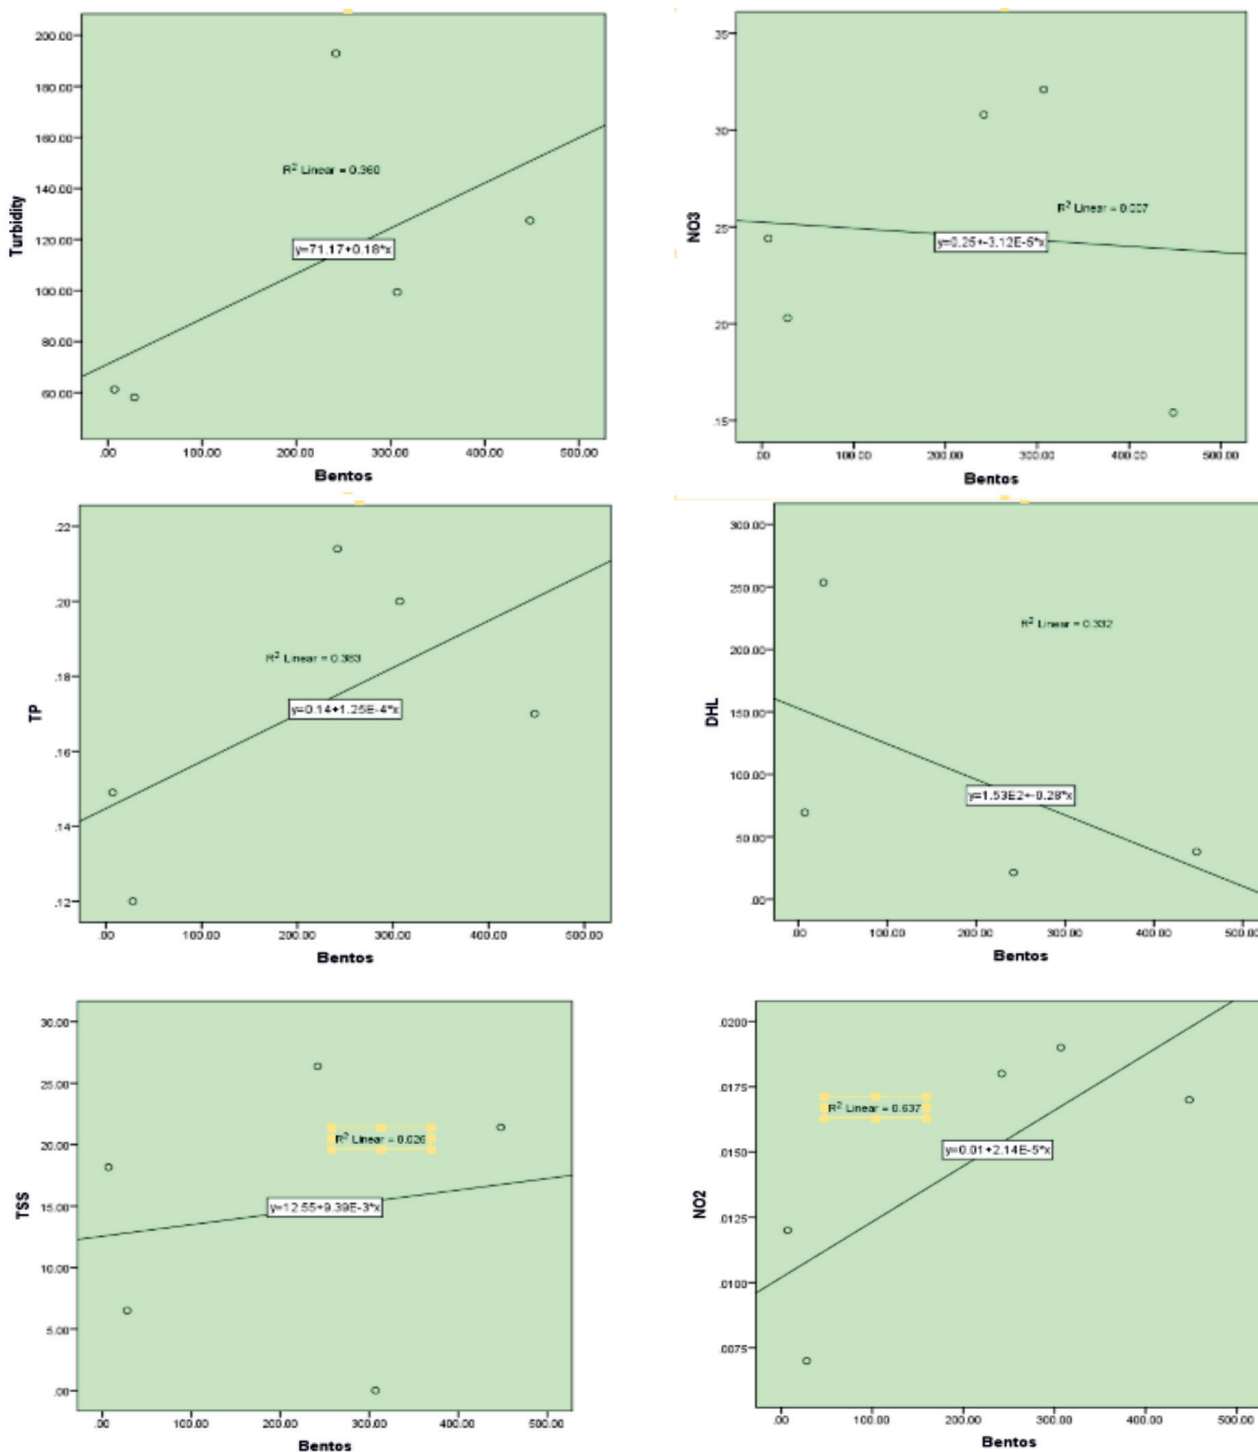 200.00
180.00
160.00
140.00
120.00
100.00
80.00
60.00
Turbidity
R² Linear = 0.360
y=71.17+0.18*x
.00 100.00 200.00 300.00 400.00 500.00
Bentos
.35
.30
.25
.20
.15
NO3
R² Linear = 0.007
y=0.25+-3.12E-5*x
.00 100.00 200.00 300.00 400.00 500.00
Bentos
.22
.20
.18
.16
.14
.12
TP
R² Linear = 0.383
y=0.14+1.25E-4*x
.00 100.00 200.00 300.00 400.00 500.00
Bentos
300.00
250.00
200.00
150.00
100.00
50.00
.00
DHL
R² Linear = 0.332
y=1.53E2+-0.28*x
.00 100.00 200.00 300.00 400.00 500.00
Bentos
30.00
25.00
20.00
15.00
10.00
5.00
.00
TSS
R² Linear = 0.026
y=12.55+9.39E-3*x
.00 100.00 200.00 300.00 400.00 500.00
Bentos
.0200
.0175
.0150
.0125
.0100
.0075
NO2
R² Linear = 0.637
y=0.01+2.14E-5*x
.00 100.00 200.00 300.00 400.00 500.00
Bentos